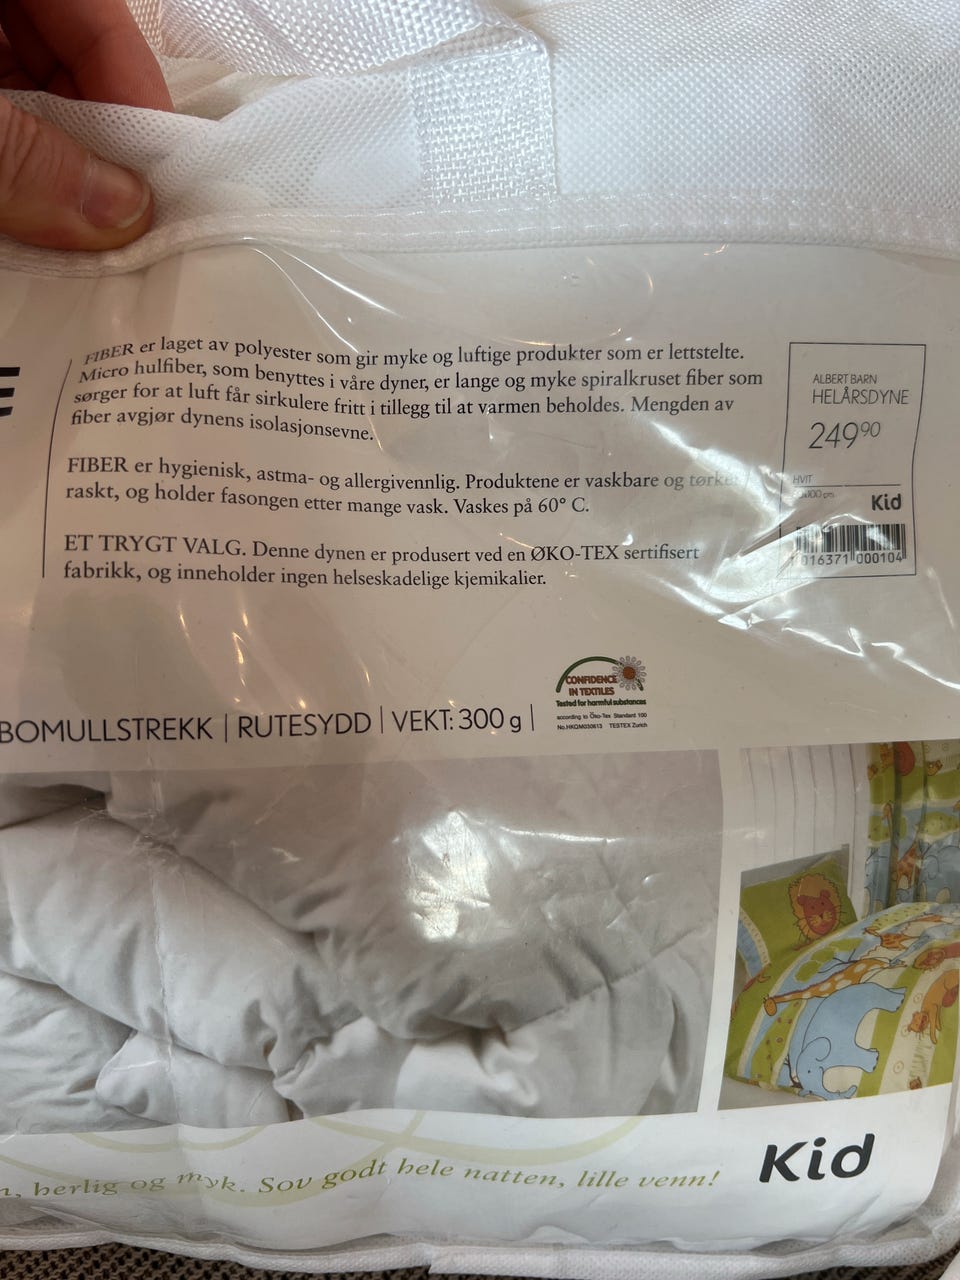 FIBER er laget av polyester som gir myke og luftige produkter som er lettstelte.
Micro hulfiber, som benyttes i våre dyner, er lange og myke spiralkruset fiber som
sørger for at luft får sirkulere fritt i tillegg til at varmen beholdes. Mengden av
fiber avgjør dynens isolasjonsevne.
FIBER er hygienisk, astma- og allergivennlig. Produktene er vaskbare og
raskt, og holder fasongen etter mange vask. Vaskes på 60° C.
ET TRYGT VALG. Denne dynen er produsert ved en ØKO-TEX sertifisert
fabrikk, og inneholder ingen helseskadelige kjemikalier.
ALBERT BARN
HELÅRSDYNE
249⁹⁰
HVIT
Kid
016371 000104
CONFIDENCE
IN TEXTILES
Tested for harmful substances
according to Öko-Tex Standard 100
TESTEX Zürich
BOMULLSTREKK | RUTESYDD | VEKT: 300 g |
herlig og myk. Sov godt hele natten, lille venn!
Kid